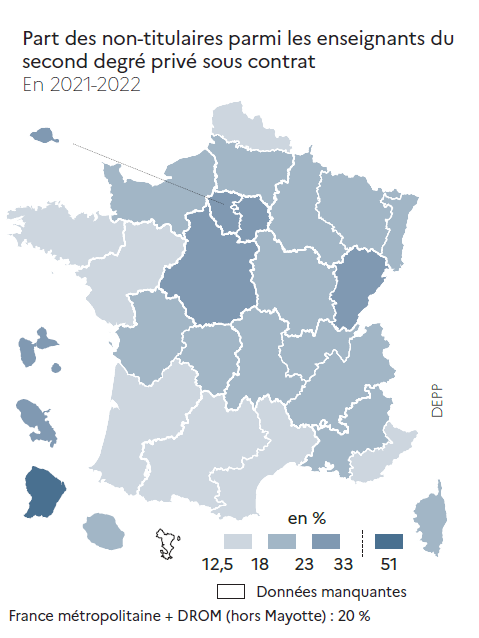 Part des non-titulaires parmi les enseignants du
second degré privé sous contrat
En 2021-2022
DEPP
en %
12,5 18 23 33 51
Données manquantes
France métropolitaine + DROM (hors Mayotte) : 20 %